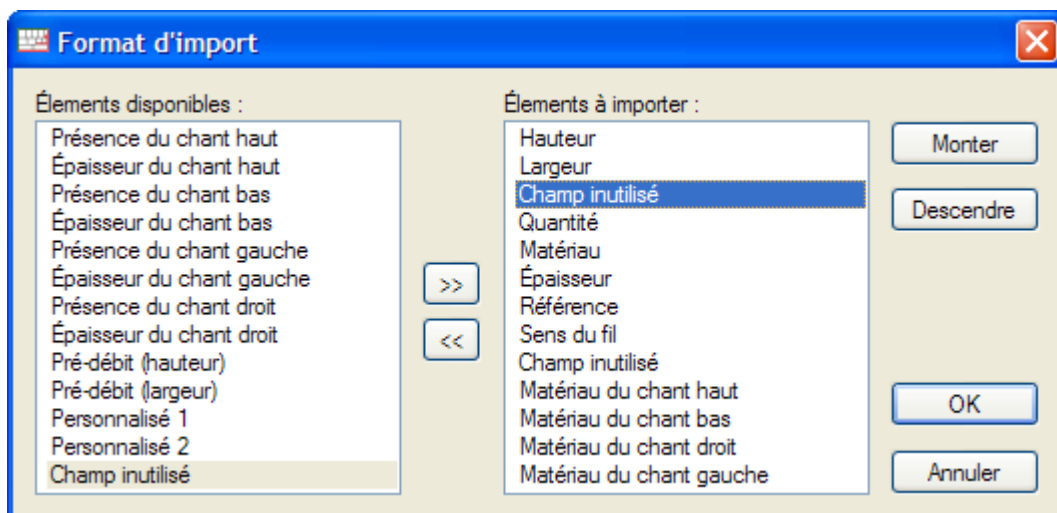 Format d'import
Élements disponibles :
Présence du chant haut
Épaisseur du chant haut
Présence du chant bas
Épaisseur du chant bas
Présence du chant gauche
Épaisseur du chant gauche
Présence du chant droit
Épaisseur du chant droit
Pré-débit (hauteur)
Pré-débit (largeur)
Personnalisé 1
Personnalisé 2
Champ inutilisé
>>
<<
Élements à importer :
Hauteur
Largeur
Champ inutilisé
Quantité
Matériau
Épaisseur
Référence
Sens du fil
Champ inutilisé
Matériau du chant haut
Matériau du chant bas
Matériau du chant droit
Matériau du chant gauche
Monter
Descendre
OK
Annuler